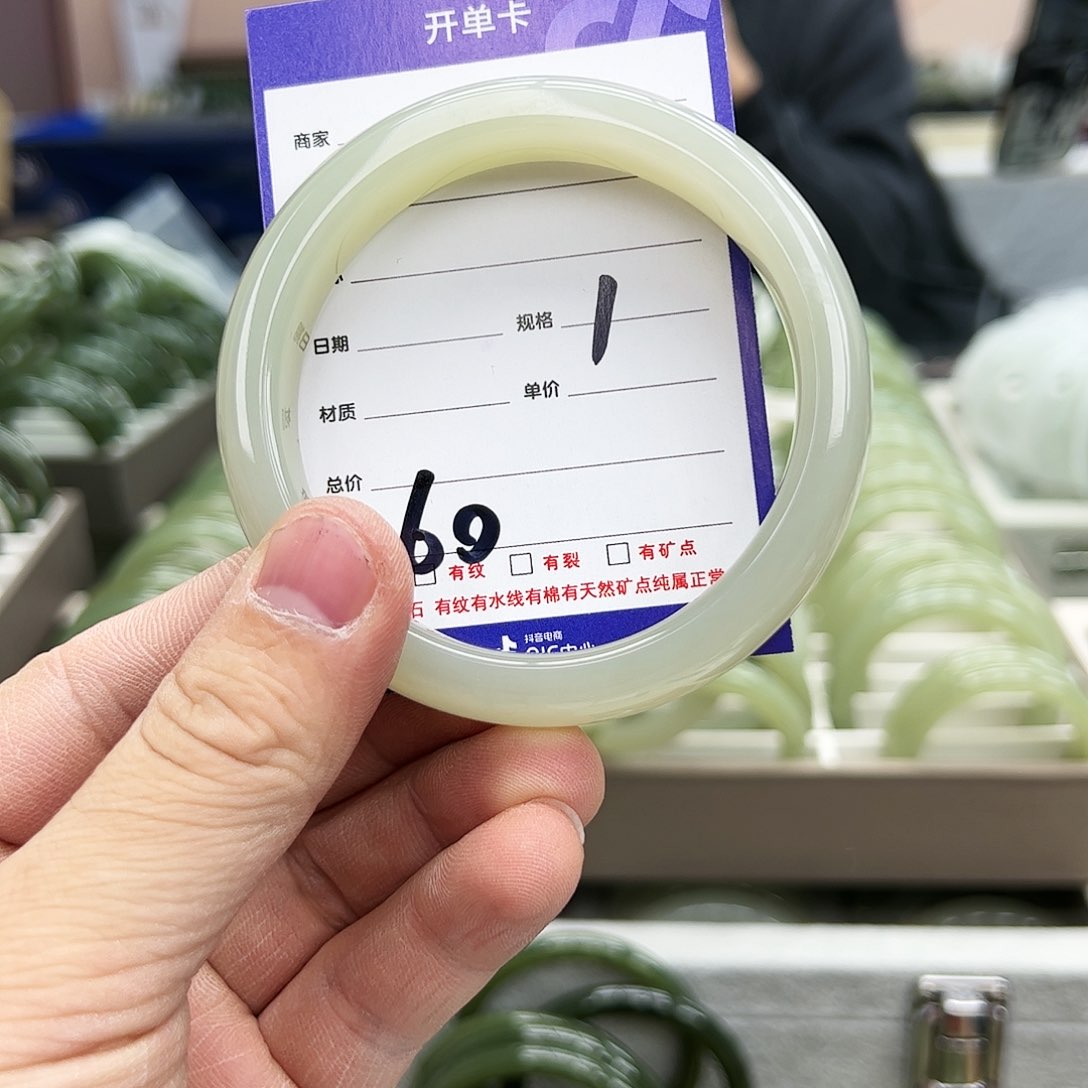 开单卡
商家
日期
规格
1
材质
单价
总价
69
有纹
有裂
有矿点
石 有纹有水线有棉有天然矿点纯属正常
抖音电商